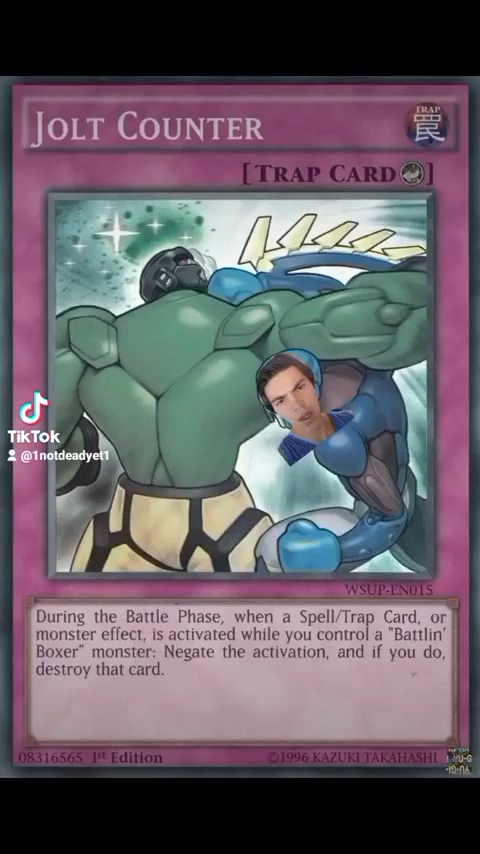 JOLT COUNTER
TRAP
罠
[TRAP CARD]
TikTok
@1notdeadyet1
WSUP-EN015
During the Battle Phase, when a Spell/Trap Card, or
monster effect, is activated while you control a "Battlin'
Boxer" monster: Negate the activation, and if you do,
destroy that card.
08316565 1st Edition
©1996 KAZUKI TAKAHASHI